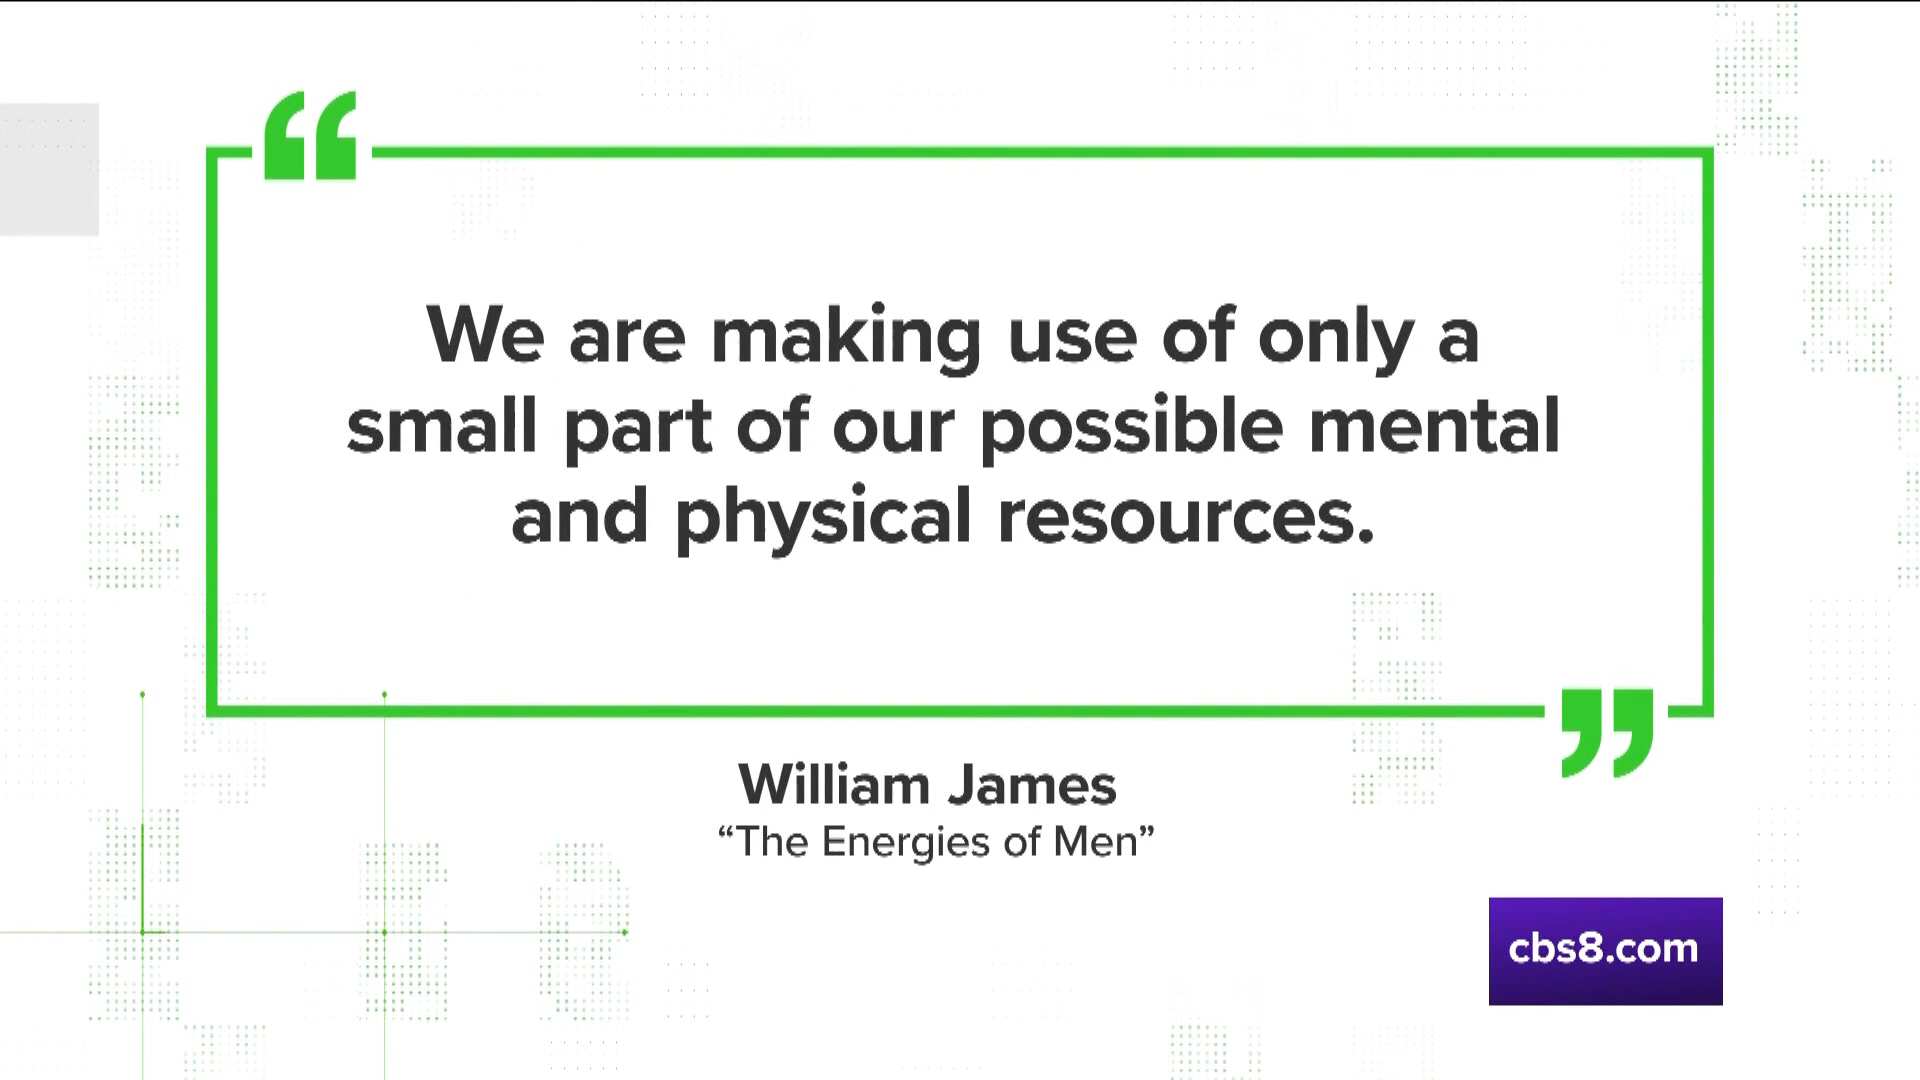 “
We are making use of only a
small part of our possible mental
and physical resources.
”
William James
“The Energies of Men”
cbs8.com